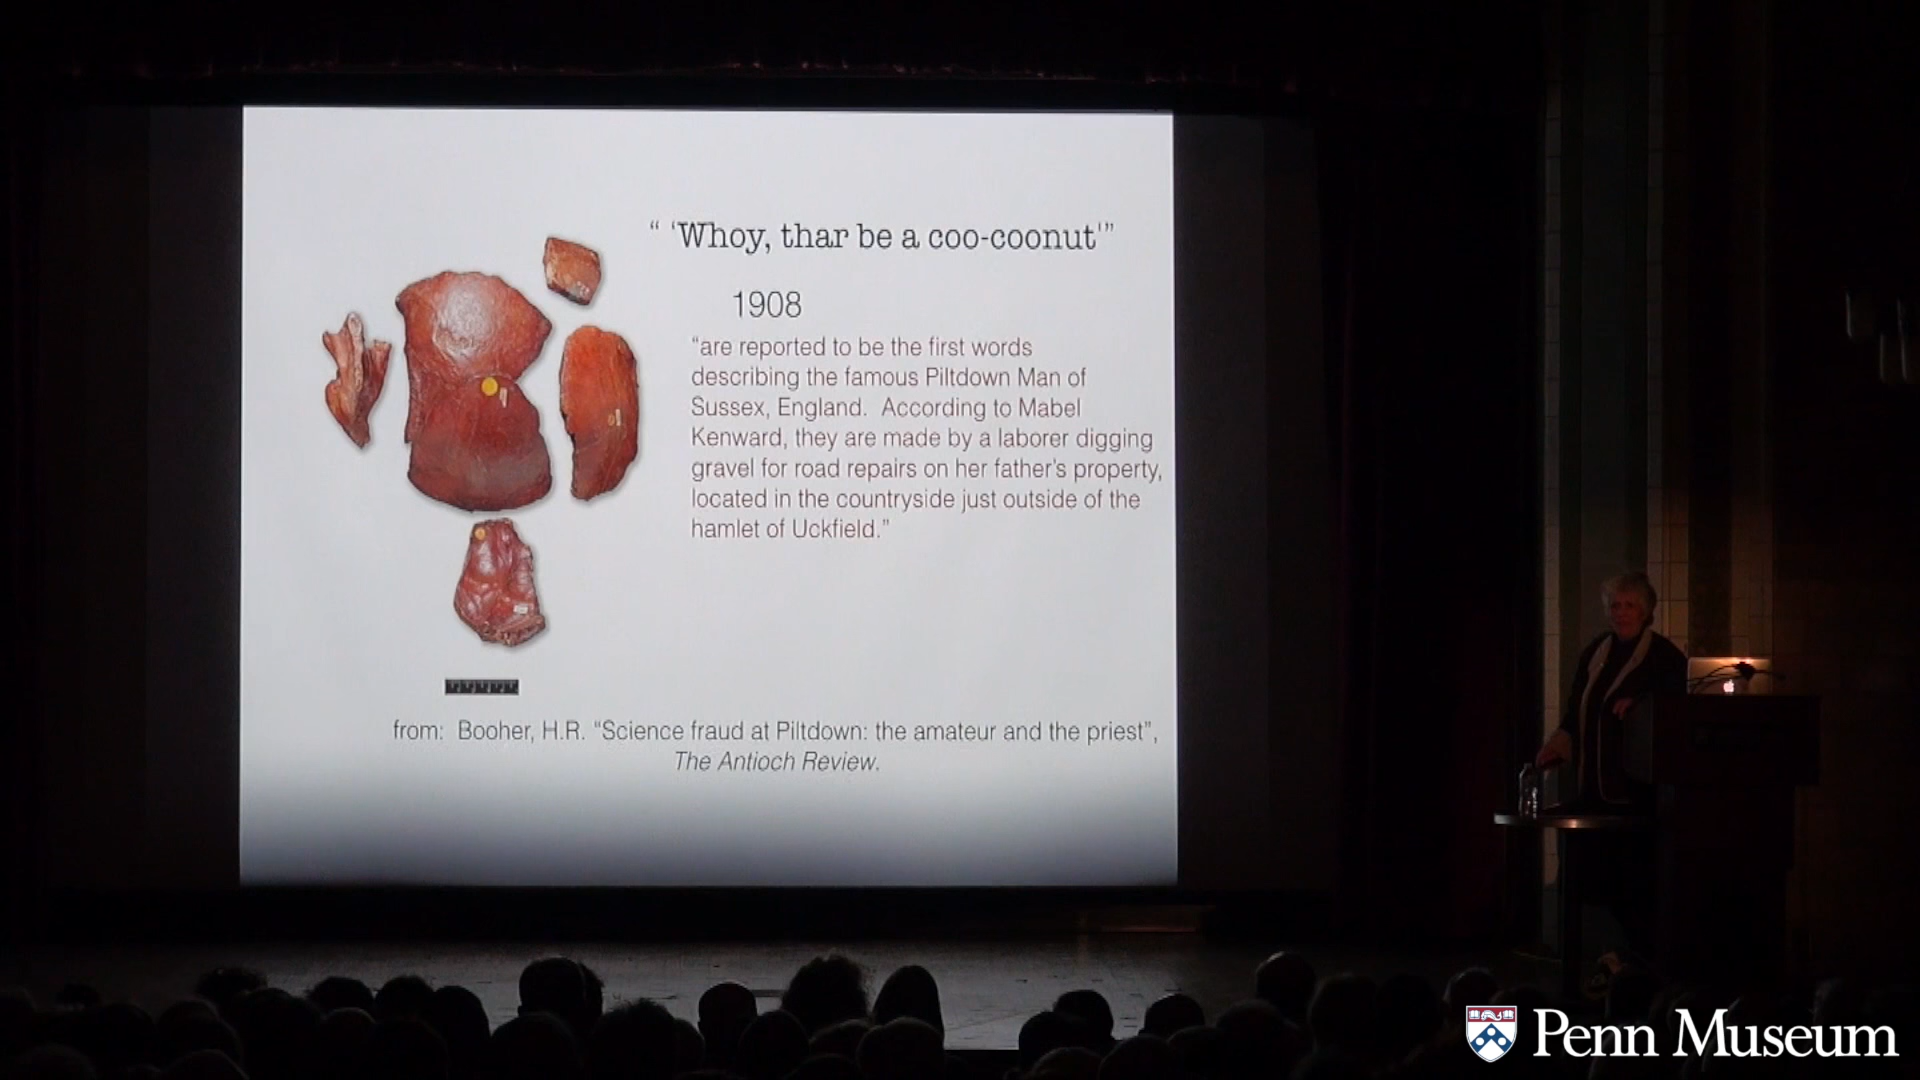 “ ‘Whoy, thar be a coo-coonut’”
1908
“are reported to be the first words
describing the famous Piltdown Man of
Sussex, England.  According to Mabel
Kenward, they are made by a laborer digging
gravel for road repairs on her father’s property,
located in the countryside just outside of the
hamlet of Uckfield.”
from:  Booher, H.R. “Science fraud at Piltdown: the amateur and the priest”,
The Antioch Review.
Penn Museum